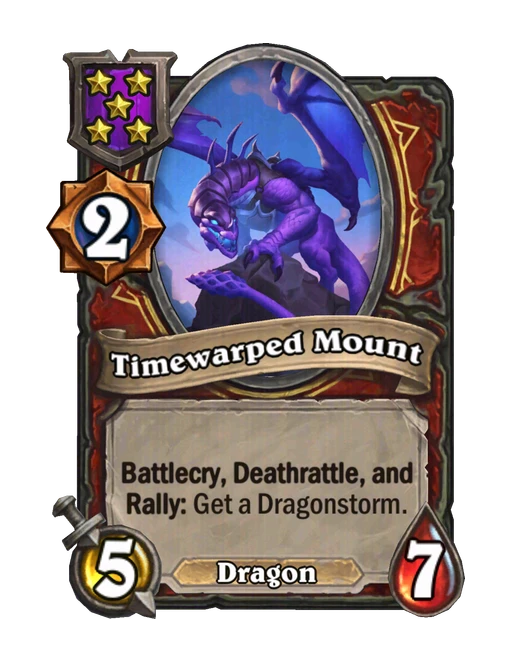 2
Timewarped Mount
Battlecry, Deathrattle, and
Rally: Get a Dragonstorm.
5
Dragon
7